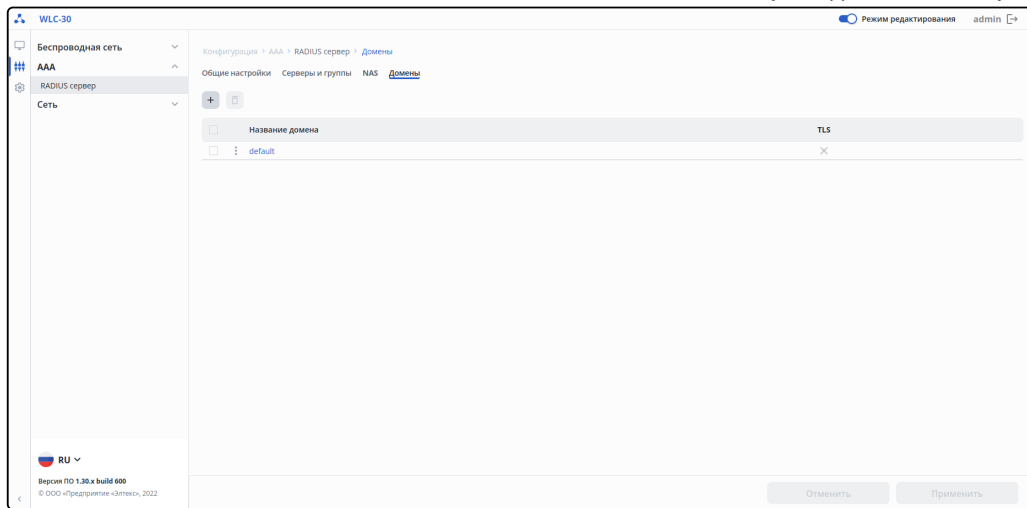 WLC-30
Режим редактирования
admin
Беспроводная сеть
AAA
RADIUS сервер
Сеть
Конфигурация > AAA > RADIUS сервер > Домены
Общие настройки Серверы и группы NAS Домены
+
Название домена TLS
default
RU
Версия ПО 1.30.x build 600
© ООО «Предприятие «Элтекс», 2022
Отменить Применить